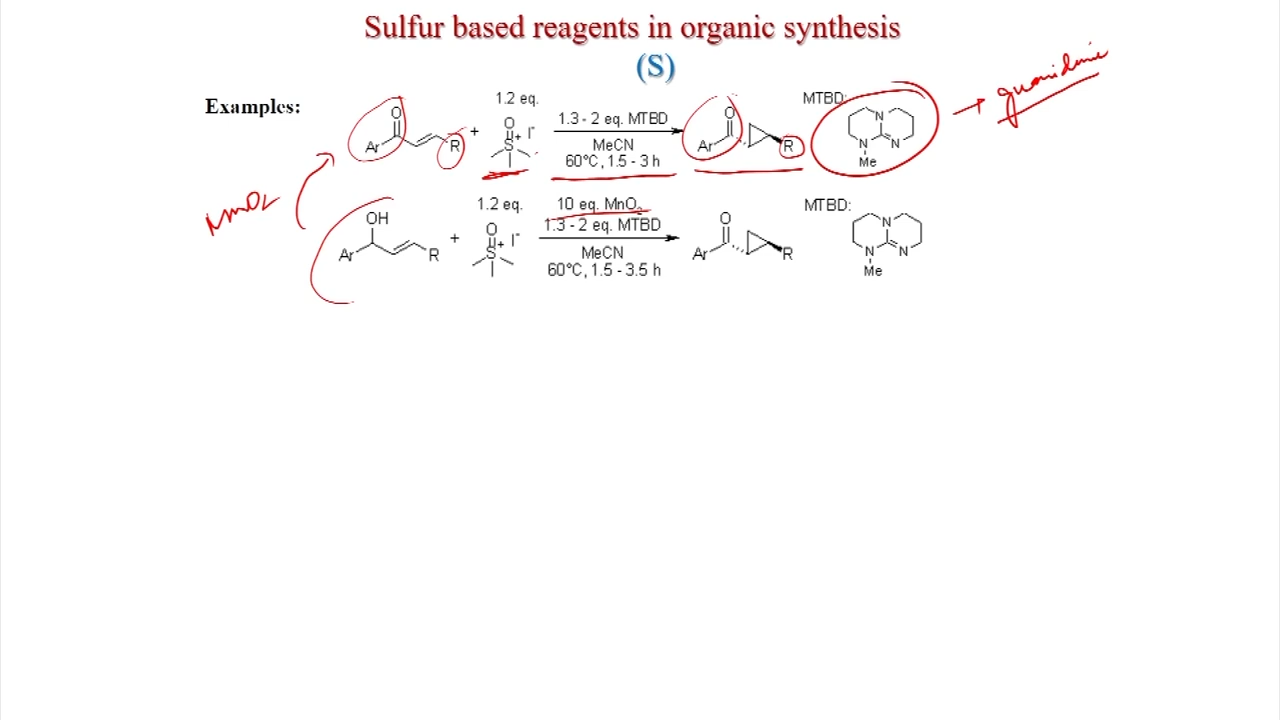 Sulfur based reagents in organic synthesis
(S)
Examples:
1.2 eq.
MTBD:
guanidine
O
Ar
R
+
O
S
+
I⁻
1.3 - 2 eq. MTBD
MeCN
60°C, 1.5 - 3 h
O
Ar
R
N
N
N
Me
MnO₂
OH
Ar
R
+
1.2 eq.
O
S
+
I⁻
10 eq. MnO₂
1.3 - 2 eq. MTBD
MeCN
60°C, 1.5 - 3.5 h
O
Ar
R
MTBD:
N
N
N
Me